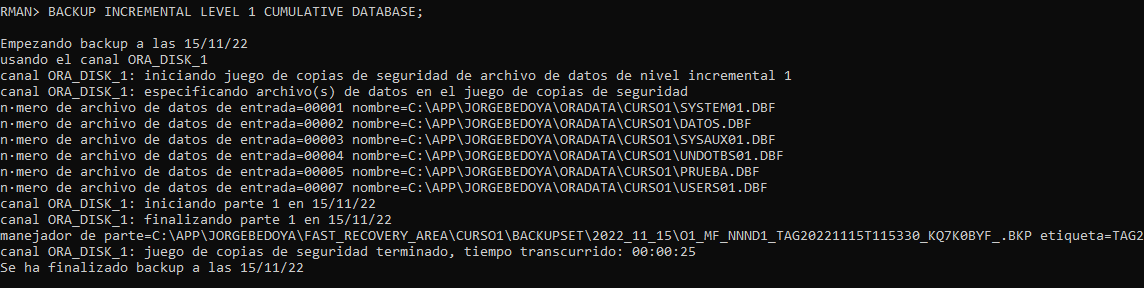 RMAN> BACKUP INCREMENTAL LEVEL 1 CUMULATIVE DATABASE;
Empezando backup a las 15/11/22
usando el canal ORA_DISK_1
canal ORA_DISK_1: iniciando juego de copias de seguridad de archivo de datos de nivel incremental 1
canal ORA_DISK_1: especificando archivo(s) de datos en el juego de copias de seguridad
n·mero de archivo de datos de entrada=00001 nombre=C:\APP\JORGEBEDOYA\ORADATA\CURSO1\SYSTEM01.DBF
n·mero de archivo de datos de entrada=00002 nombre=C:\APP\JORGEBEDOYA\ORADATA\CURSO1\DATOS.DBF
n·mero de archivo de datos de entrada=00003 nombre=C:\APP\JORGEBEDOYA\ORADATA\CURSO1\SYSAUX01.DBF
n·mero de archivo de datos de entrada=00004 nombre=C:\APP\JORGEBEDOYA\ORADATA\CURSO1\UNDOTBS01.DBF
n·mero de archivo de datos de entrada=00005 nombre=C:\APP\JORGEBEDOYA\ORADATA\CURSO1\PRUEBA.DBF
n·mero de archivo de datos de entrada=00007 nombre=C:\APP\JORGEBEDOYA\ORADATA\CURSO1\USERS01.DBF
canal ORA_DISK_1: iniciando parte 1 en 15/11/22
canal ORA_DISK_1: finalizando parte 1 en 15/11/22
manejador de parte=C:\APP\JORGEBEDOYA\FAST_RECOVERY_AREA\CURSO1\BACKUPSET\2022_11_15\O1_MF_NNND1_TAG20221115T115330_KQ7K0BYF_.BKP etiqueta=TAG2
canal ORA_DISK_1: juego de copias de seguridad terminado, tiempo transcurrido: 00:00:25
Se ha finalizado backup a las 15/11/22